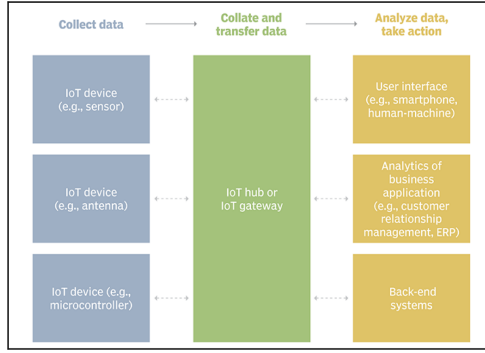 Collect data
Collate and
transfer data
Analyze data,
take action
IoT device
(e.g., sensor)
IoT device
(e.g., antenna)
IoT device (e.g.,
microcontroller)
IoT hub or
IoT gateway
User interface
(e.g., smartphone,
human-machine)
Analytics of
business
application
(e.g., customer
relationship
management, ERP)
Back-end
systems